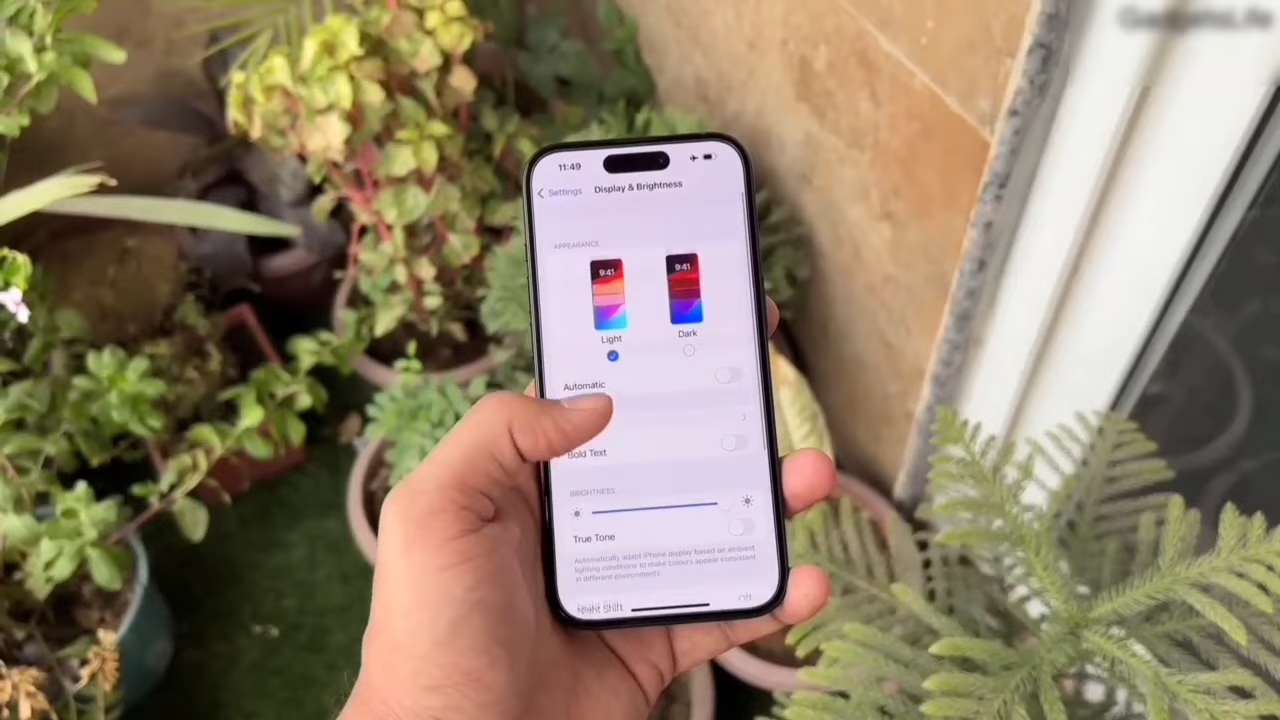 11:49
Settings
Display & Brightness
APPEARANCE
9:41
9:41
Light
Dark
Automatic
Bold Text
BRIGHTNESS
True Tone
Automatically adapt iPhone display based on ambient
lighting conditions to make colours appear consistent
in different environments.
Night Shift
Off